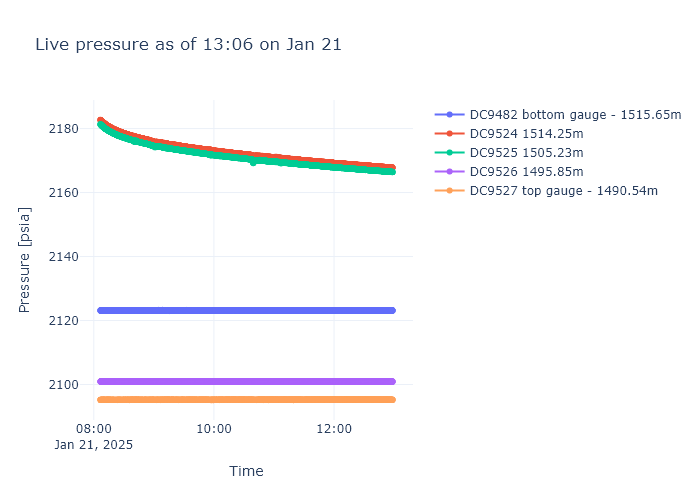 Live pressure as of 13:06 on Jan 21
DC9482 bottom gauge - 1515.65m
DC9524 1514.25m
DC9525 1505.23m
DC9526 1495.85m
DC9527 top gauge - 1490.54m
Pressure [psia]
2180
2160
2140
2120
2100
08:00
10:00
12:00
Jan 21, 2025
Time